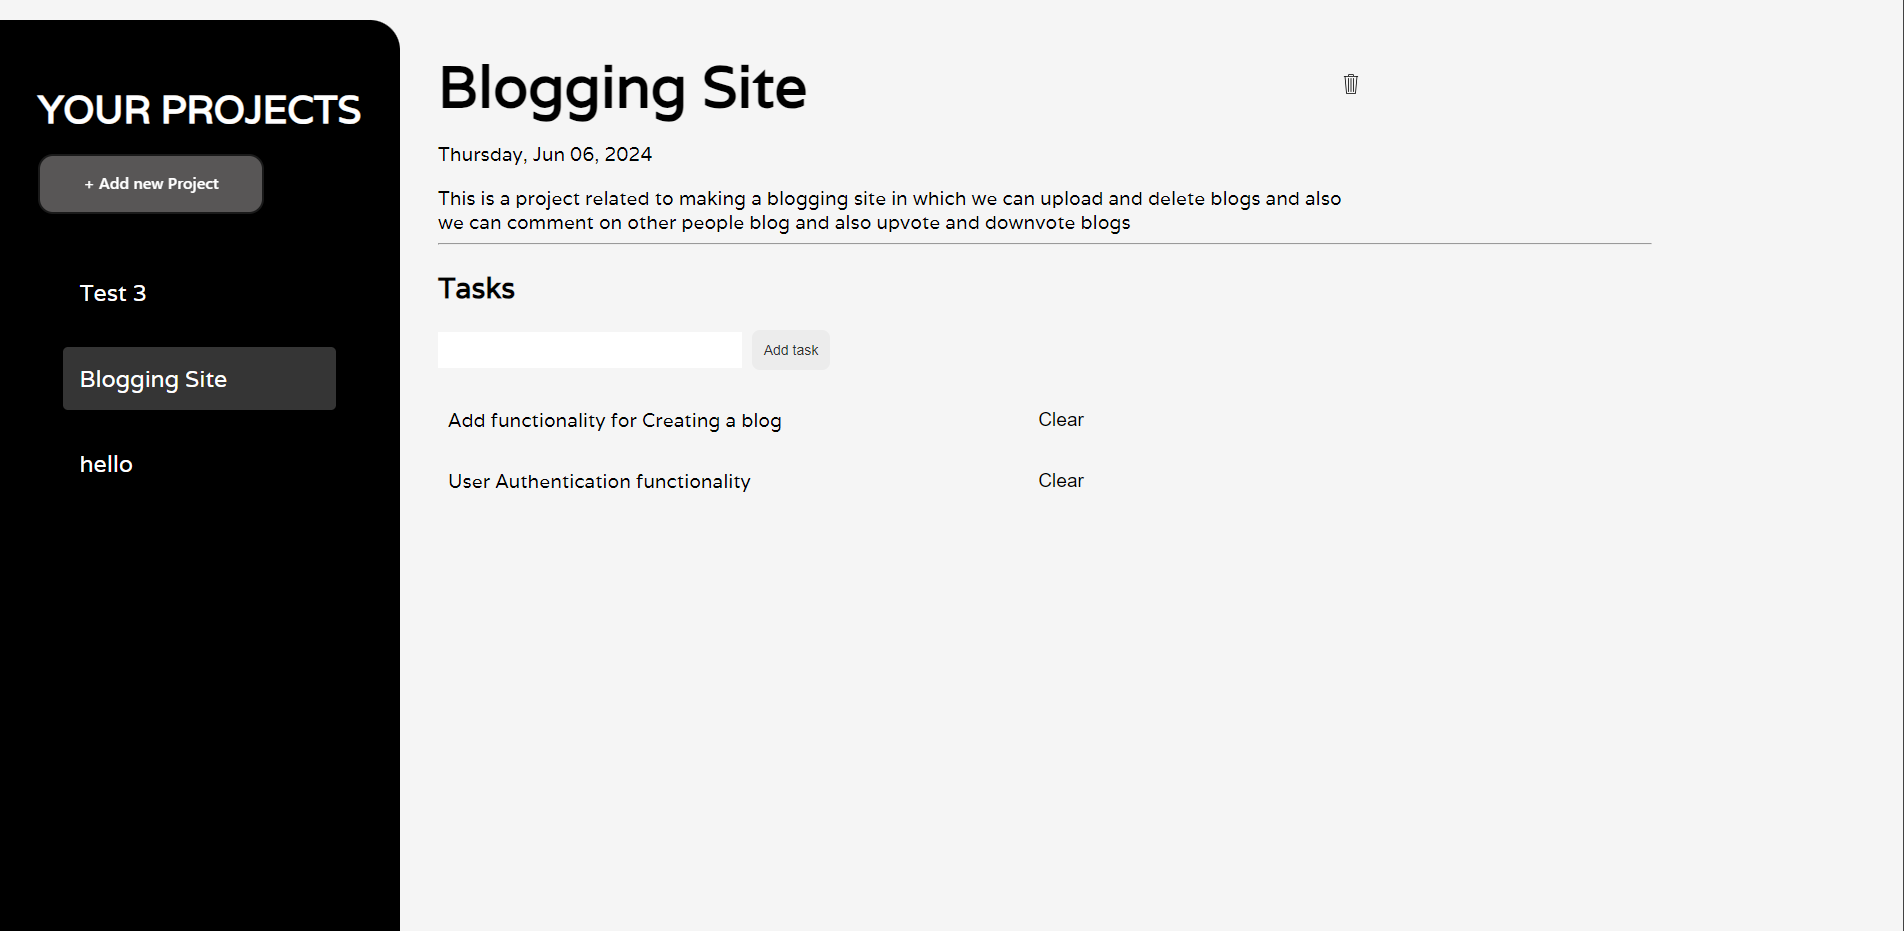 YOUR PROJECTS
+ Add new Project
Test 3
Blogging Site
hello
Blogging Site
Thursday, Jun 06, 2024
This is a project related to making a blogging site in which we can upload and delete blogs and also
we can comment on other people blog and also upvote and downvote blogs
Tasks
Add task
Add functionality for Creating a blog Clear
User Authentication functionality Clear